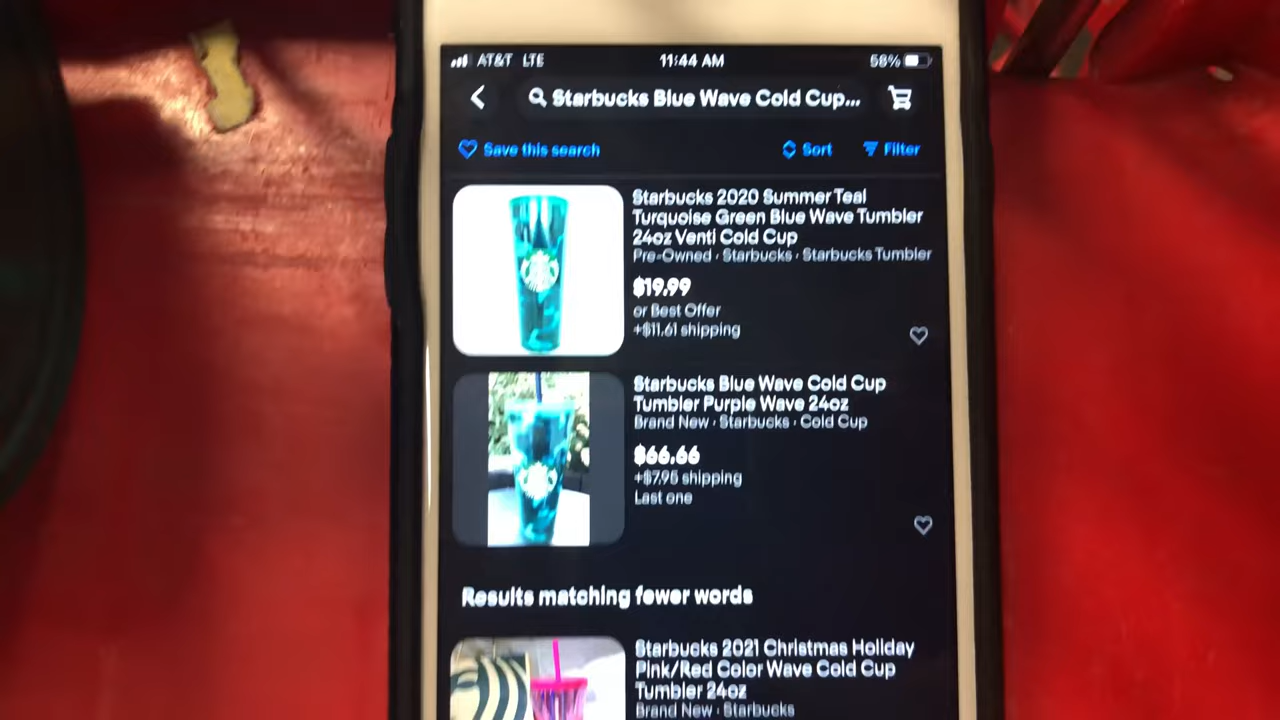 AT&T LTE 11:44 AM 58%
Starbucks Blue Wave Cold Cup...
Save this search Sort Filter
Starbucks 2020 Summer Teal
Turquoise Green Blue Wave Tumbler
24oz Venti Cold Cup
Pre-Owned · Starbucks · Starbucks Tumbler
$19.99
or Best Offer
+$11.61 shipping
Starbucks Blue Wave Cold Cup
Tumbler Purple Wave 24oz
Brand New · Starbucks · Cold Cup
$66.66
+$7.95 shipping
Last one
Results matching fewer words
Starbucks 2021 Christmas Holiday
Pink/Red Color Wave Cold Cup
Tumbler 24oz
Brand New · Starbucks